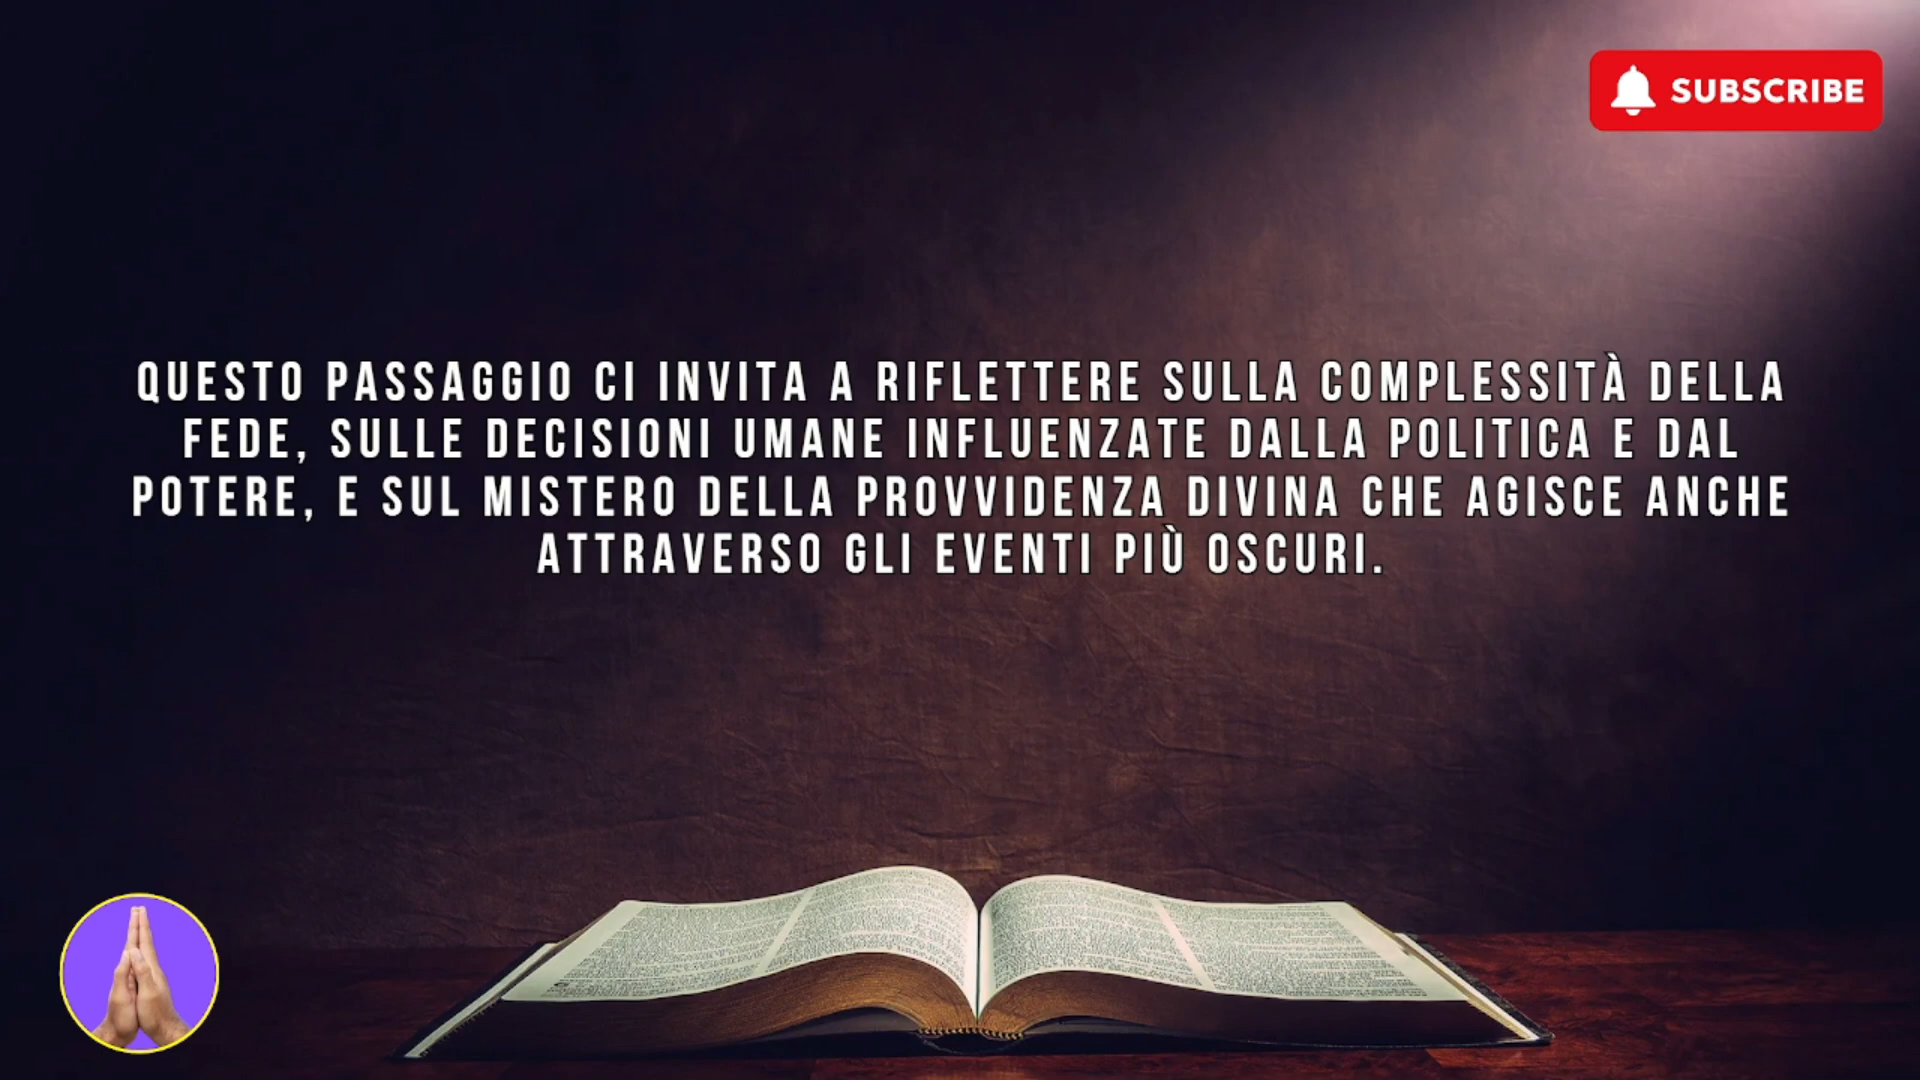 SUBSCRIBE
QUESTO PASSAGGIO CI INVITA A RIFLETTERE SULLA COMPLESSITÀ DELLA
FEDE, SULLE DECISIONI UMANE INFLUENZATE DALLA POLITICA E DAL
POTERE, E SUL MISTERO DELLA PROVVIDENZA DIVINA CHE AGISCE ANCHE
ATTRAVERSO GLI EVENTI PIÙ OSCURI.